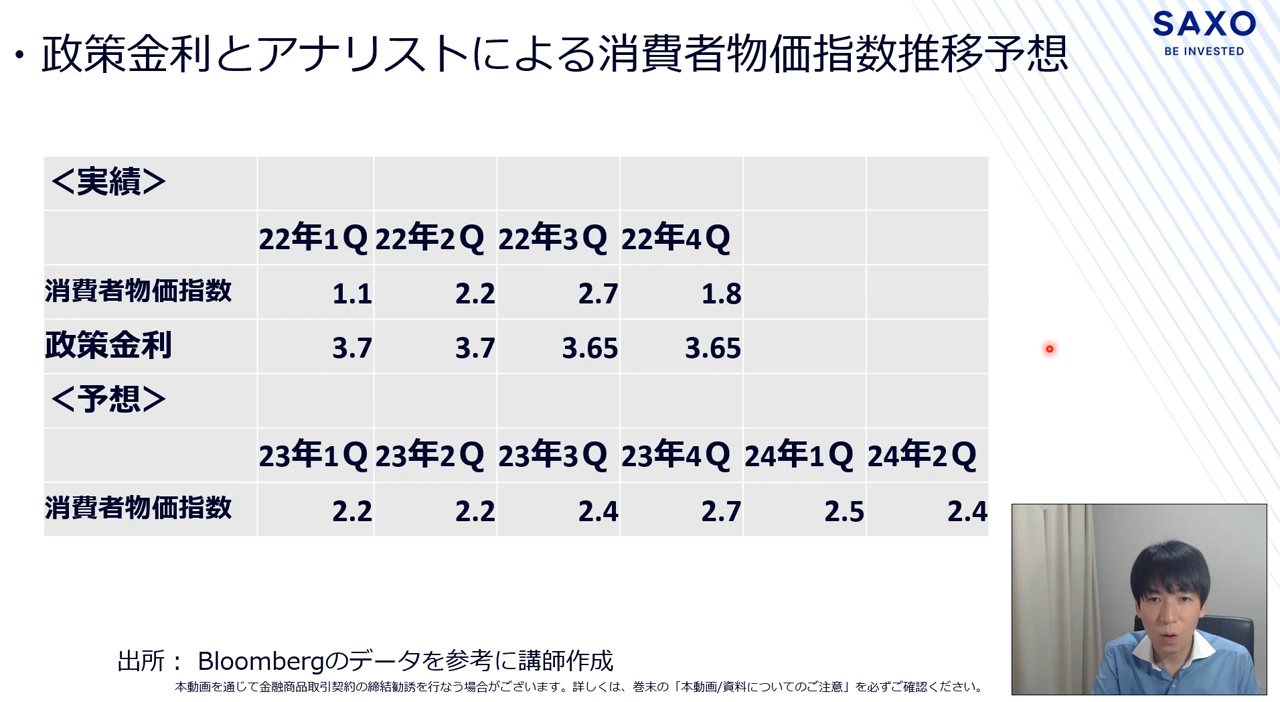 SAXO
BE INVESTED
・政策金利とアナリストによる消費者物価指数推移予想
＜実績＞
22年1Q 22年2Q 22年3Q 22年4Q
消費者物価指数 1.1 2.2 2.7 1.8
政策金利 3.7 3.7 3.65 3.65
＜予想＞
23年1Q 23年2Q 23年3Q 23年4Q 24年1Q 24年2Q
消費者物価指数 2.2 2.2 2.4 2.7 2.5 2.4
出所： Bloombergのデータを参考に講師作成
本動画を通じて金融商品取引契約の締結勧誘を行なう場合がございます。詳しくは、巻末の「本動画/資料についてのご注意」を必ずご確認ください。